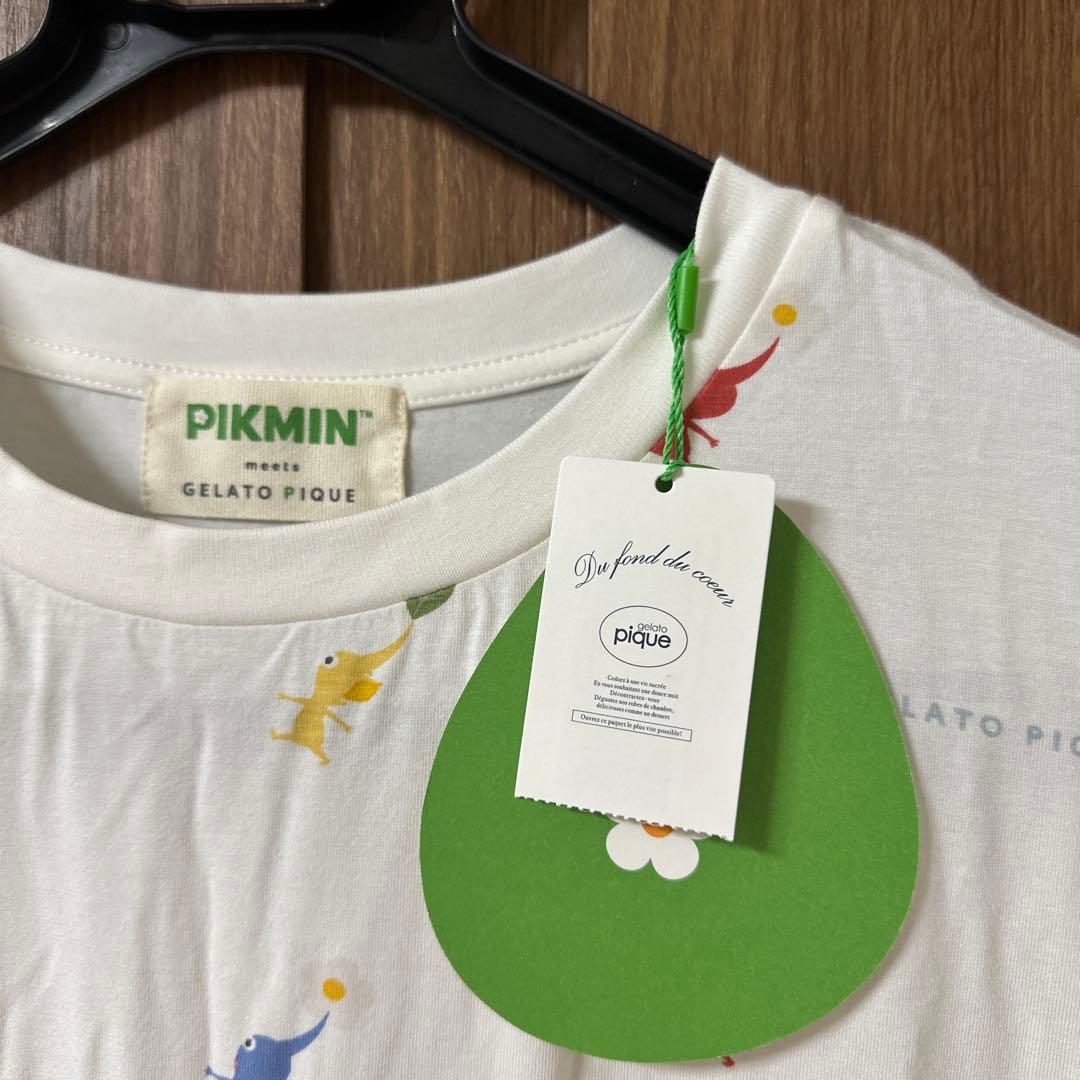 PIKMIN™
meets
GELATO PIQUE
Du fond du coeur
gelato
pique
Goûtez à une vie sucrée
En vous souhaitant une douce nuit
Décontractez-vous
Dégustez nos robes de chambre,
délicieuses comme un dessert
Ouvrez ce paquet le plus vite possible!
LATO PIQ